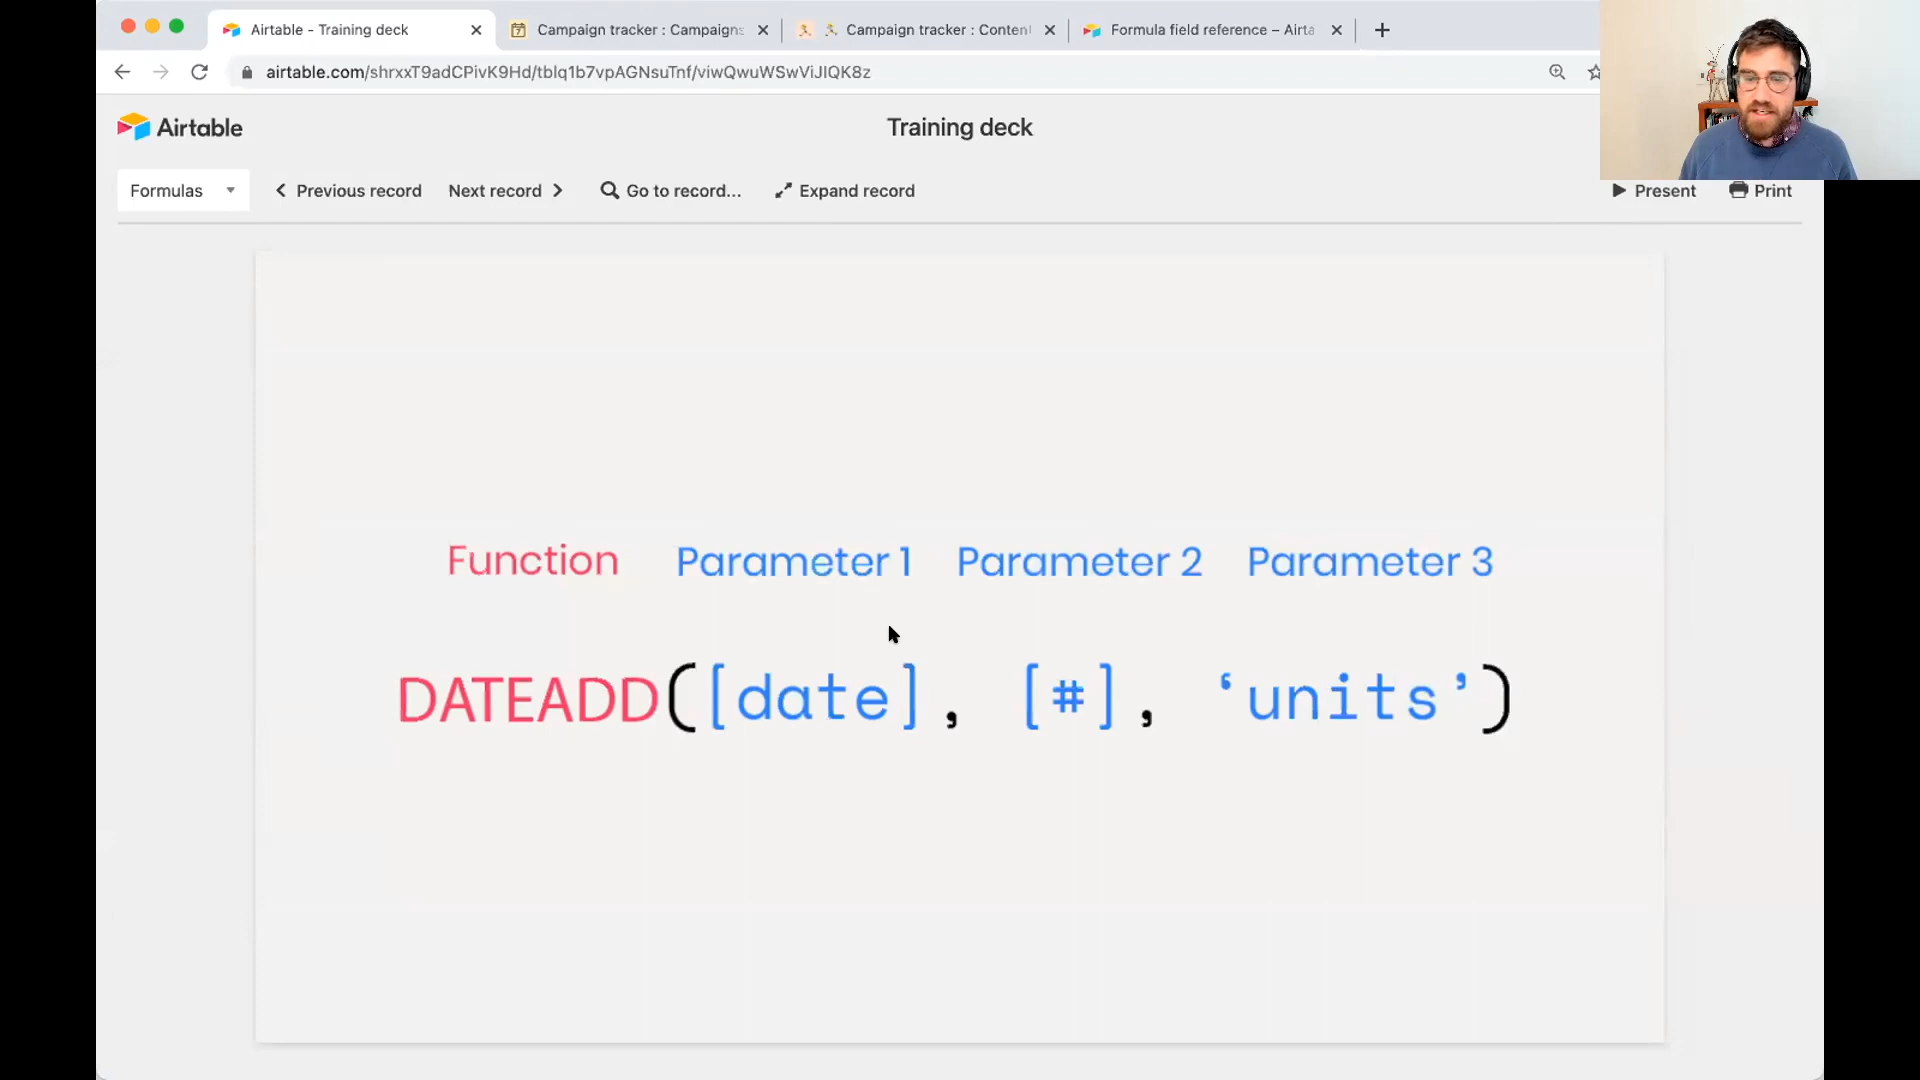 Airtable - Training deck
Campaign tracker : Campaigns
Campaign tracker : Content
Formula field reference – Airta
airtable.com/shrxxT9adCPivK9Hd/tblq1b7vpAGNsuTnf/viwQwuWSwViJIQK8z
Airtable
Training deck
Formulas
Previous record
Next record
Go to record...
Expand record
Present
Print
Function Parameter 1 Parameter 2 Parameter 3
DATEADD([date], [#], ‘units’)